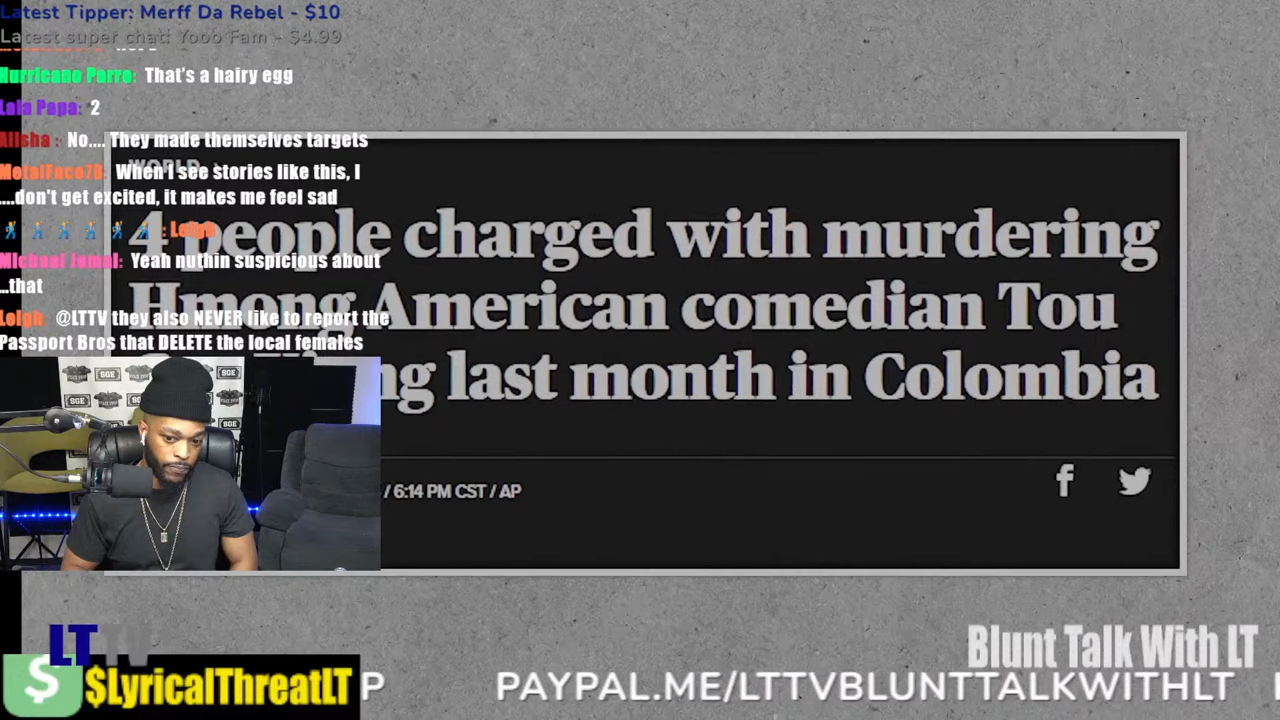 Latest Tipper: Merff Da Rebel - $10
Latest super chat: Yoob Fam - $4.99
Hurricane Parro: That's a hairy egg
Lala Papa: 2
Alisha : No.... They made themselves targets
MetalFace78: When I see stories like this, I
....don't get excited, it makes me feel sad
: Leigh
Michael Jamal: Yeah nuthin suspicious about
...that
Leigh @LTTV they also NEVER like to report the
Passport Bros that DELETE the local females
WORLD
4 people charged with murdering
Hmong American comedian Tou
ng last month in Colombia
/ 6:14 PM CST / AP
SGE
SGE
SGE
LTTV
Blunt Talk With LT
$LyricalThreatLT
P PAYPAL.ME/LTTVBLUNTTALKWITHLT